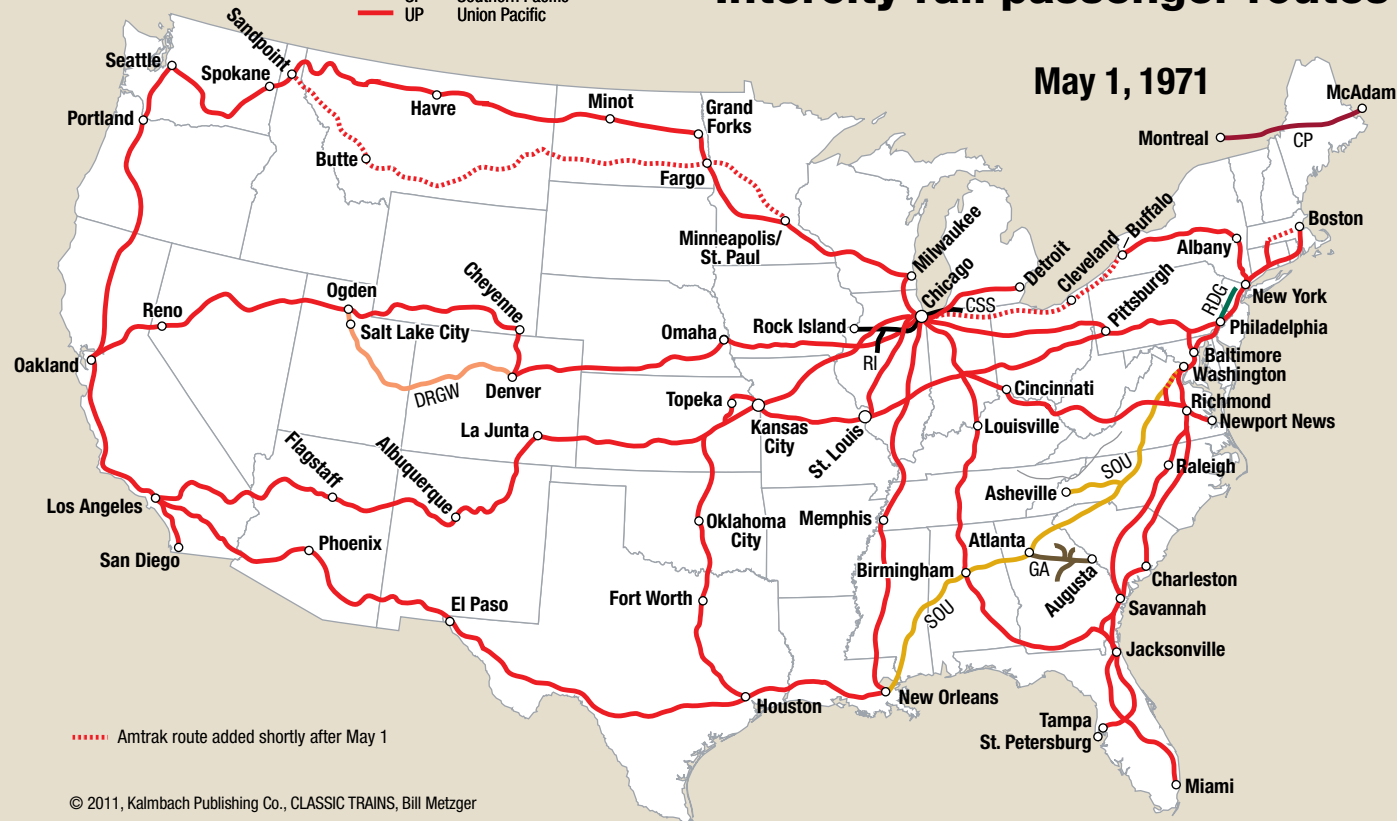 UP Union Pacific
May 1, 1971
Seattle
Spokane
Sandpoint
Portland
Havre
Minot
Grand
Forks
Butte
Fargo
Minneapolis/
St. Paul
Milwaukee
Chicago
Detroit
Cleveland
Buffalo
Albany
Boston
Montreal
McAdam
CP
CSS
Pittsburgh
RDG
New York
Philadelphia
Baltimore
Washington
Richmond
Newport News
Reno
Ogden
Salt Lake City
Cheyenne
Oakland
DRGW
Denver
Omaha
Rock Island
RI
Topeka
Kansas
City
St. Louis
Cincinnati
Louisville
La Junta
Flagstaff
Albuquerque
Los Angeles
San Diego
Phoenix
El Paso
Oklahoma
City
Fort Worth
Memphis
Asheville
SOU
Raleigh
Atlanta
GA
Augusta
Birmingham
SOU
Charleston
Savannah
Jacksonville
Houston
New Orleans
Tampa
St. Petersburg
Miami
Amtrak route added shortly after May 1
© 2011, Kalmbach Publishing Co., CLASSIC TRAINS, Bill Metzger